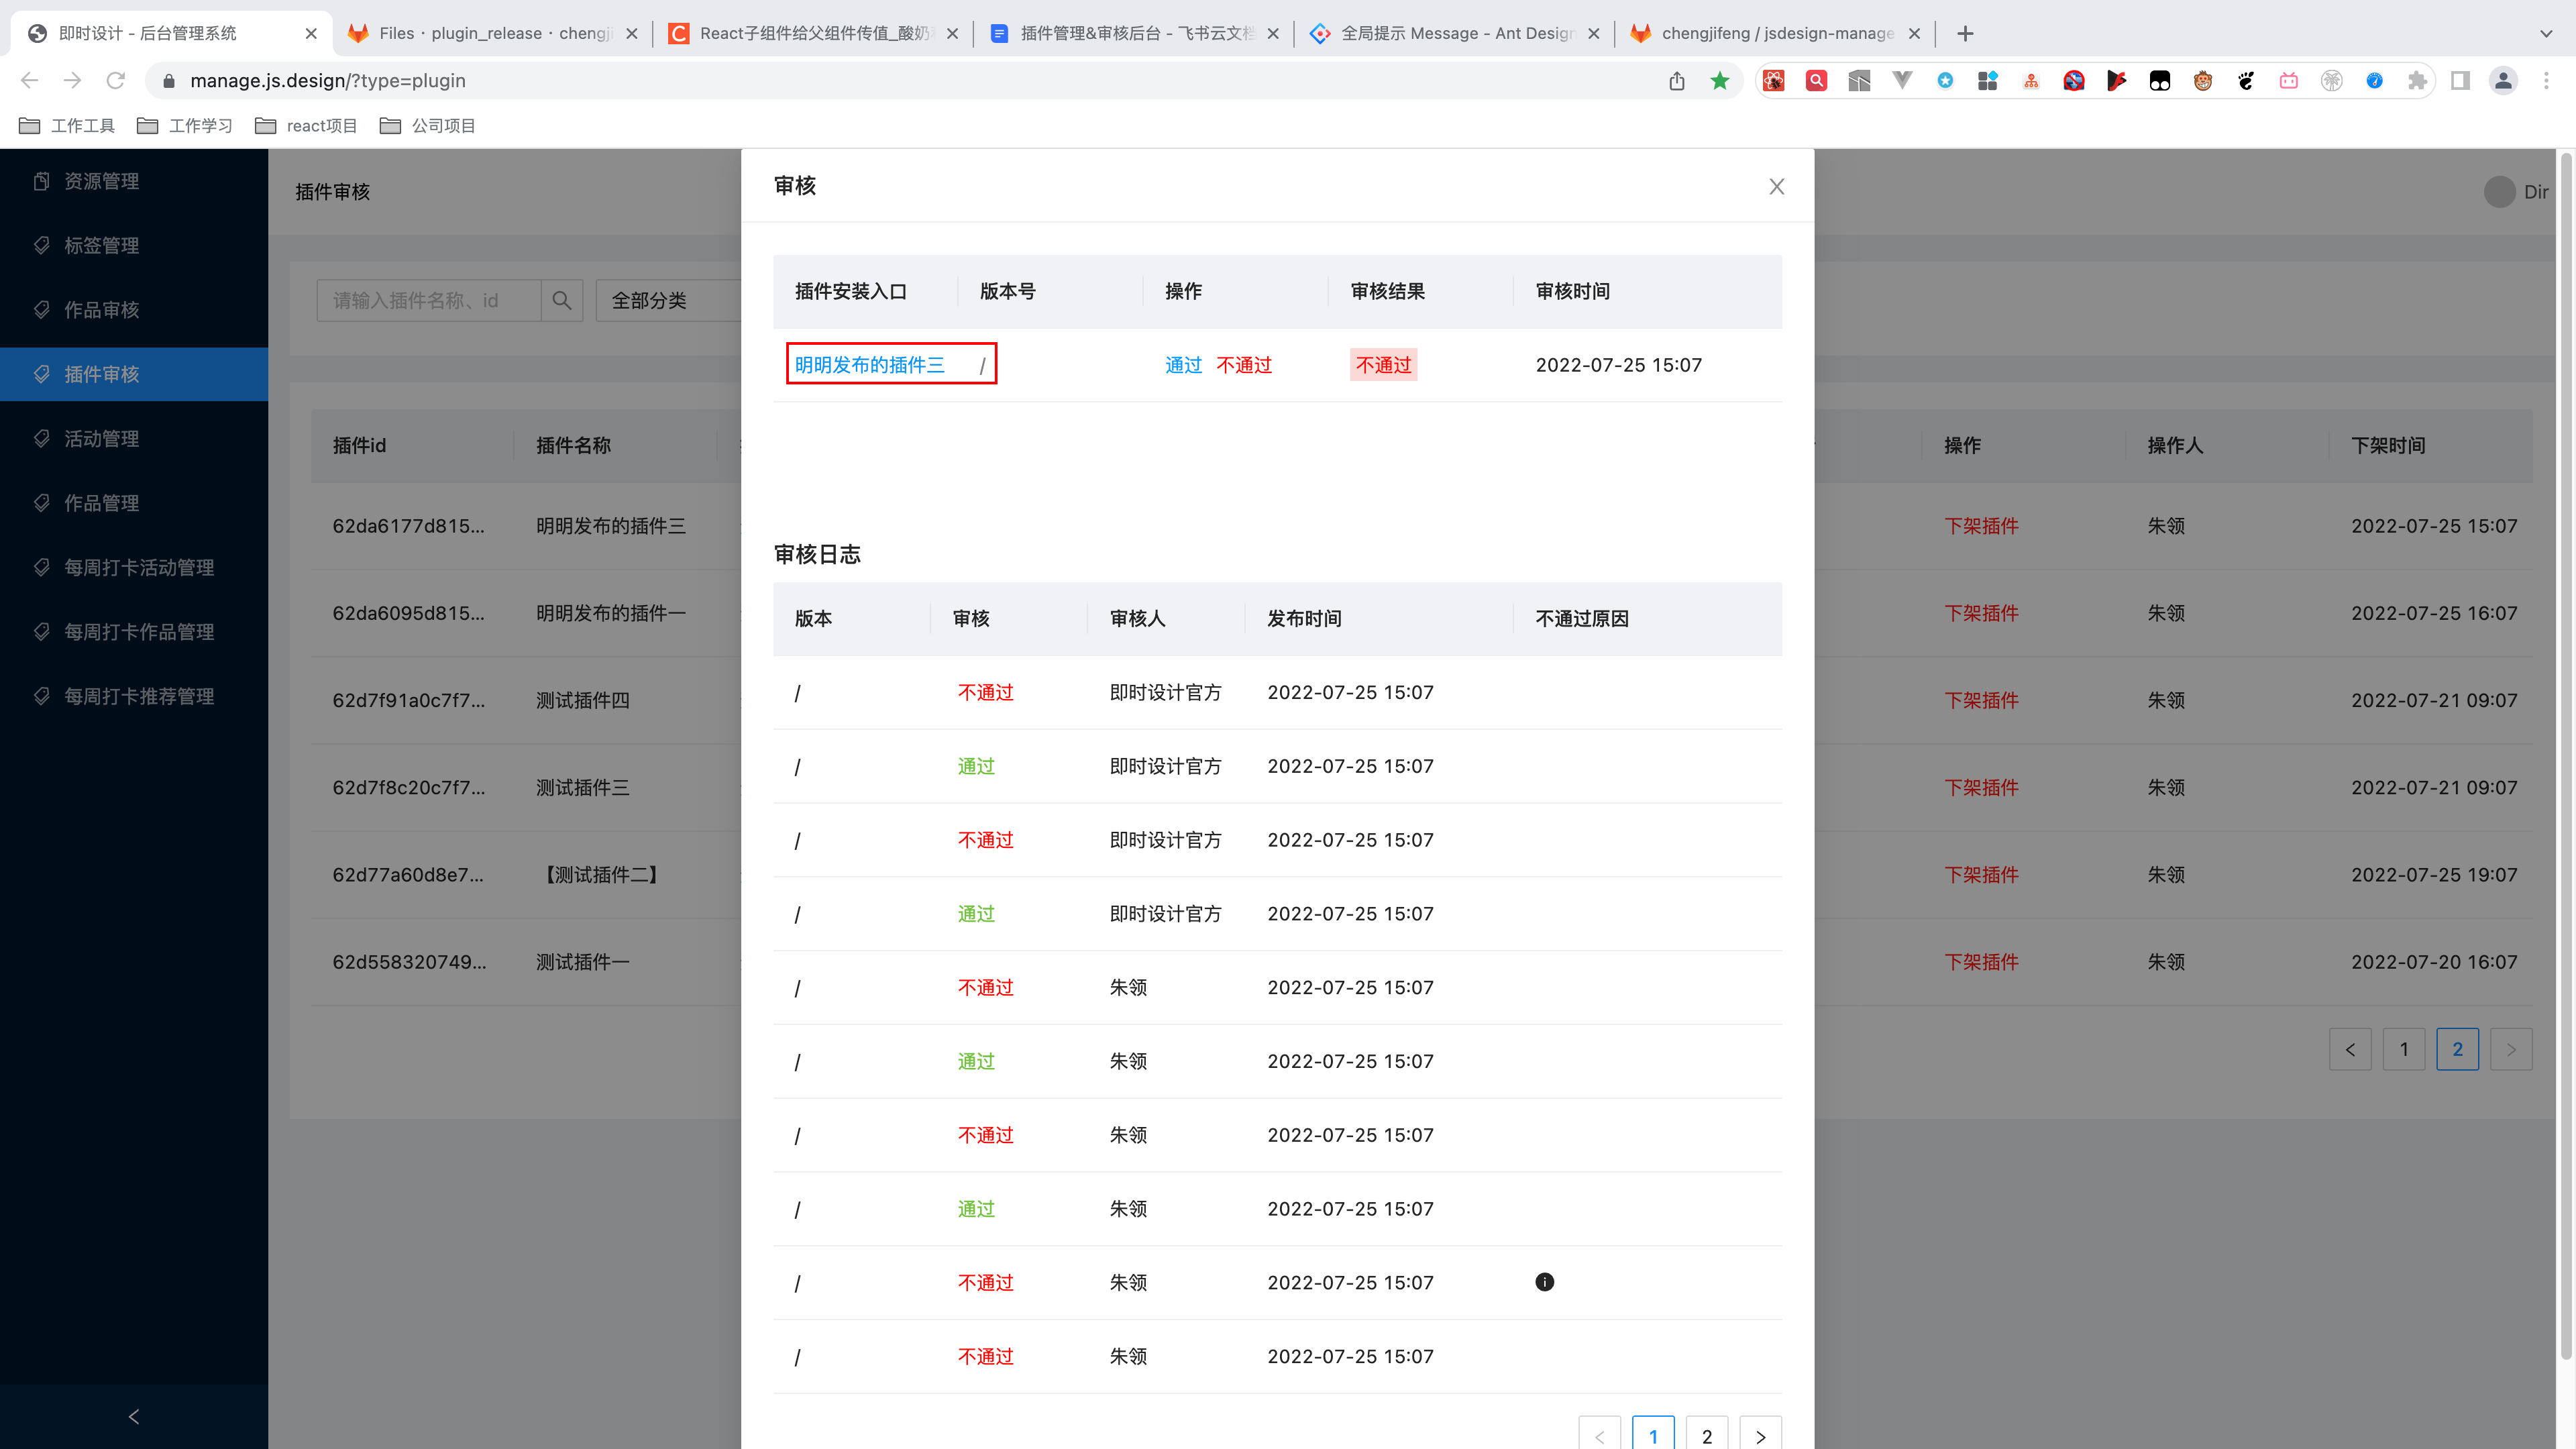 即时设计 - 后台管理系统
Files · plugin_release · chengji
React子组件给父组件传值_酸奶
插件管理&审核后台 - 飞书云文档
全局提示 Message - Ant Design
chengjifeng / jsdesign-manage
manage.js.design/?type=plugin
工作工具
工作学习
react项目
公司项目
资源管理
标签管理
作品审核
插件审核
活动管理
作品管理
每周打卡活动管理
每周打卡作品管理
每周打卡推荐管理
插件审核
Dir
请输入插件名称、id
全部分类
插件id 插件名称 操作 操作人 下架时间
62da6177d815... 明明发布的插件三 下架插件 朱领 2022-07-25 15:07
62da6095d815... 明明发布的插件一 下架插件 朱领 2022-07-25 16:07
62d7f91a0c7f7... 测试插件四 下架插件 朱领 2022-07-21 09:07
62d7f8c20c7f7... 测试插件三 下架插件 朱领 2022-07-21 09:07
62d77a60d8e7... 【测试插件二】 下架插件 朱领 2022-07-25 19:07
62d558320749... 测试插件一 下架插件 朱领 2022-07-20 16:07
< 1 2 >
审核
插件安装入口 版本号 操作 审核结果 审核时间
明明发布的插件三 / 通过 不通过 不通过 2022-07-25 15:07
审核日志
版本 审核 审核人 发布时间 不通过原因
/ 不通过 即时设计官方 2022-07-25 15:07
/ 通过 即时设计官方 2022-07-25 15:07
/ 不通过 即时设计官方 2022-07-25 15:07
/ 通过 即时设计官方 2022-07-25 15:07
/ 不通过 朱领 2022-07-25 15:07
/ 通过 朱领 2022-07-25 15:07
/ 不通过 朱领 2022-07-25 15:07
/ 通过 朱领 2022-07-25 15:07
/ 不通过 朱领 2022-07-25 15:07
/ 不通过 朱领 2022-07-25 15:07
< 1 2 >